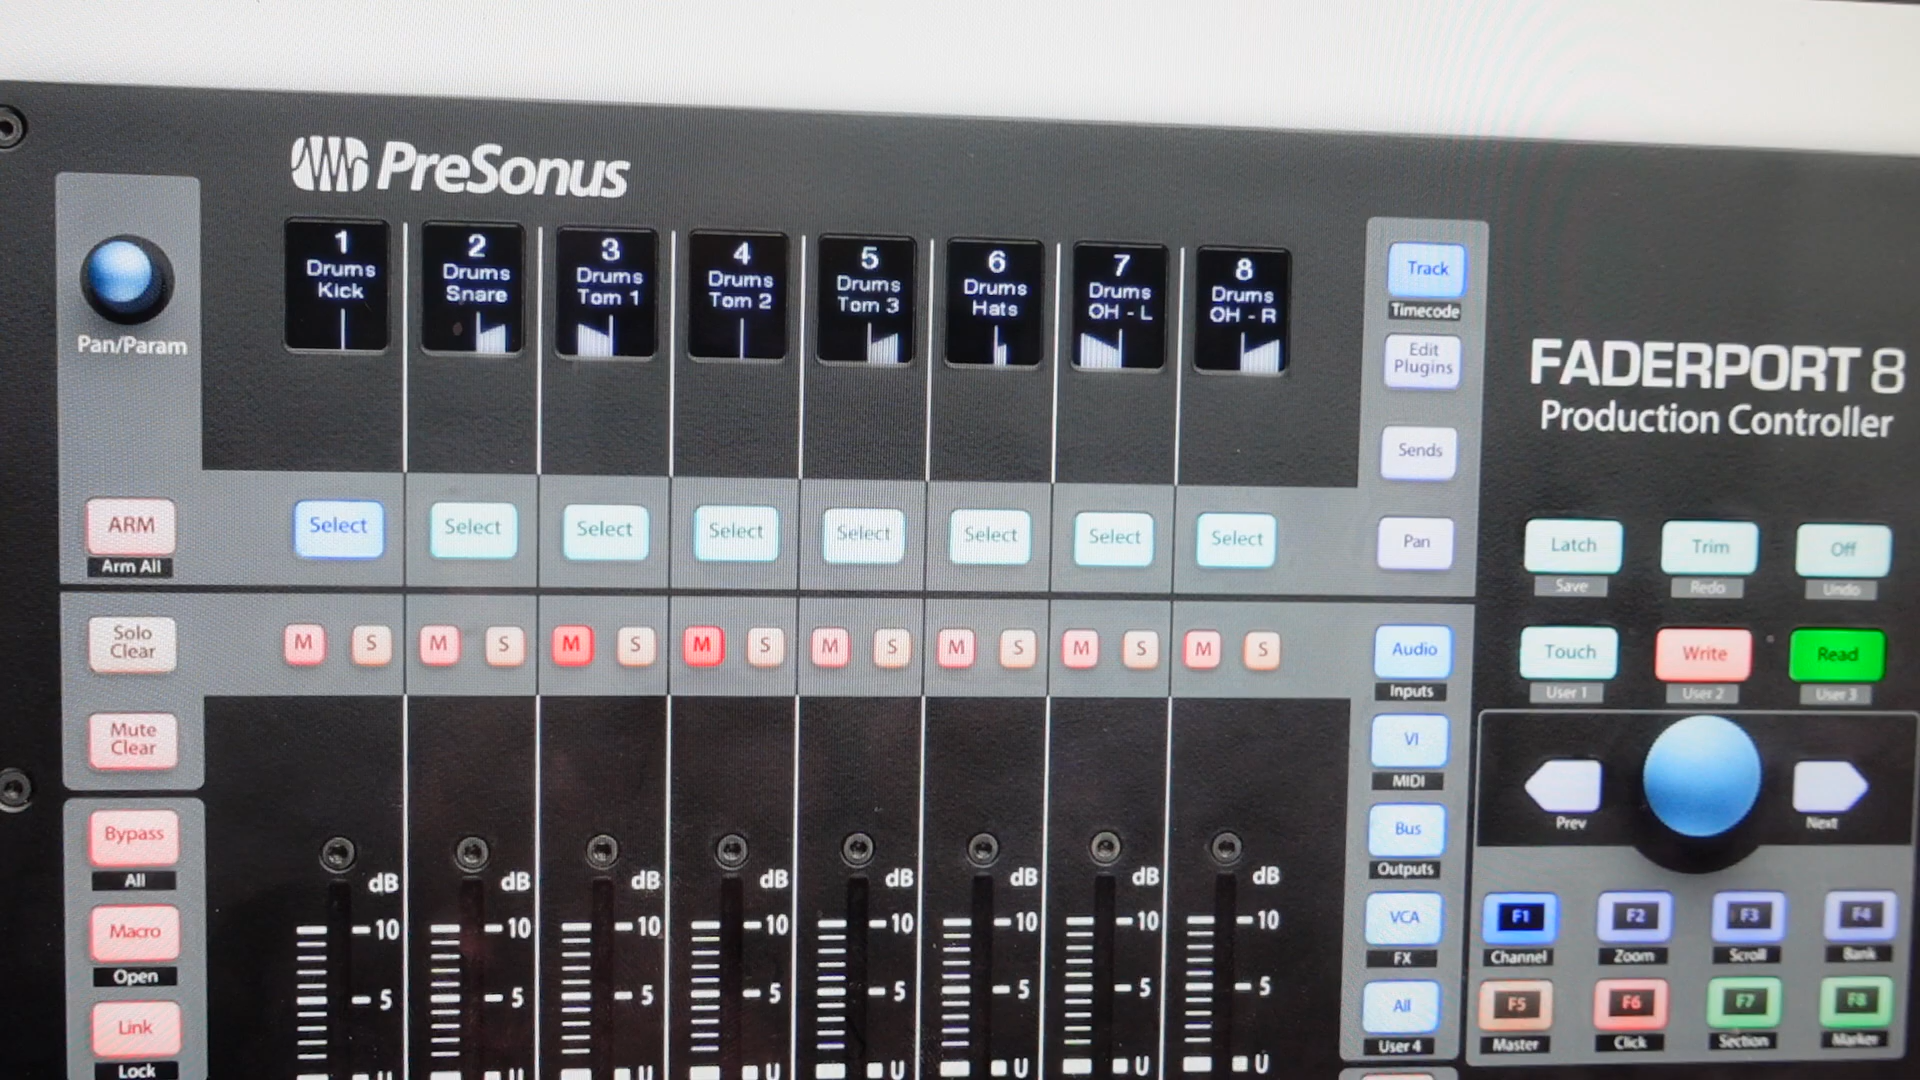 PreSonus
1
Drums
Kick
2
Drums
Snare
3
Drums
Tom 1
4
Drums
Tom 2
5
Drums
Tom 3
6
Drums
Hats
7
Drums
OH - L
8
Drums
OH - R
Pan/Param
Track
Timecode
Edit
Plugins
Sends
Pan
FADERPORT 8
Production Controller
ARM
Arm All
Select Select Select Select Select Select Select Select
Latch Trim Off
Save Redo Undo
Solo
Clear
M S M S M S M S M S M S M S M S
Audio
Inputs
Touch Write Read
User 1 User 2 User 3
Mute
Clear
VI
MIDI
Prev Next
Bypass
All
Bus
Outputs
dB dB dB dB dB dB dB dB
10 10 10 10 10 10 10 10
Macro
Open
VCA
FX
F1 F2 F3 F4
Channel Zoom Scroll Bank
5 5 5 5 5 5 5 5
Link
Lock
All
User 4
F5 F6 F7 F8
Master Click Section Marker
U U U U U U U U